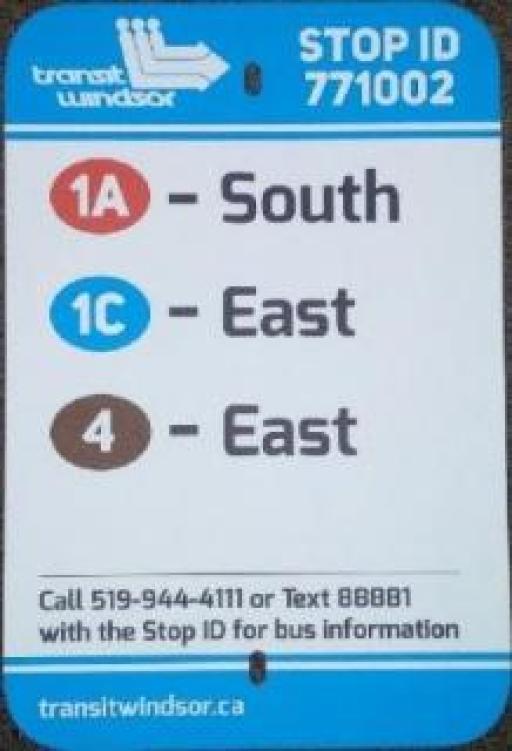 transit
windsor
STOP ID
771002
1A - South
1C - East
4 - East
Call 519-944-4111 or Text 88881
with the Stop ID for bus information
transitwindsor.ca